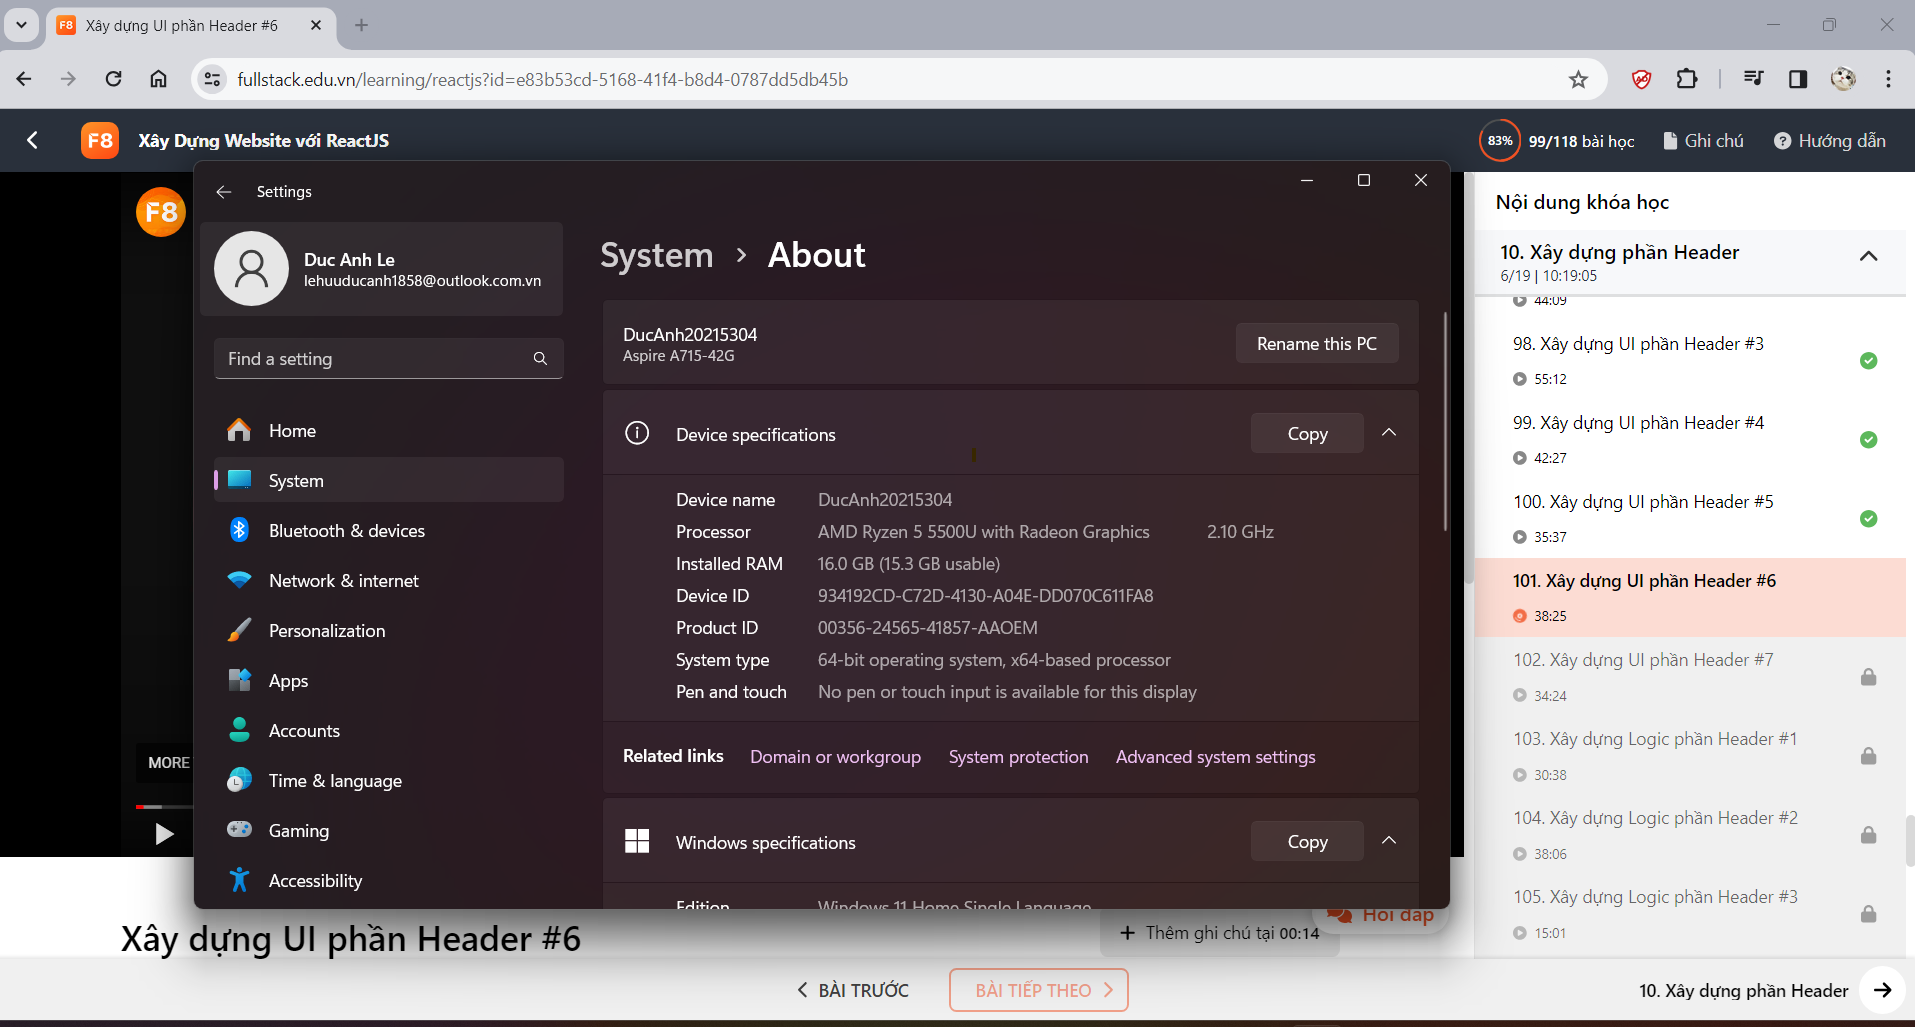 F8 Xây dựng UI phần Header #6
fullstack.edu.vn/learning/reactjs?id=e83b53cd-5168-41f4-b8d4-0787dd5db45b
F8 Xây Dựng Website với ReactJS
83% 99/118 bài học Ghi chú Hướng dẫn
F8
Settings
Duc Anh Le
lehuuducanh1858@outlook.com.vn
Find a setting
Home
System
Bluetooth & devices
Network & internet
Personalization
Apps
Accounts
Time & language
Gaming
Accessibility
System > About
DucAnh20215304
Aspire A715-42G
Rename this PC
Device specifications
Copy
Device name DucAnh20215304
Processor AMD Ryzen 5 5500U with Radeon Graphics 2.10 GHz
Installed RAM 16.0 GB (15.3 GB usable)
Device ID 934192CD-C72D-4130-A04E-DD070C611FA8
Product ID 00356-24565-41857-AAOEM
System type 64-bit operating system, x64-based processor
Pen and touch No pen or touch input is available for this display
Related links Domain or workgroup System protection Advanced system settings
Windows specifications
Copy
Edition Windows 11 Home Single Language
MORE
Xây dựng UI phần Header #6
+ Thêm ghi chú tại 00:14
Hỏi đáp
Nội dung khóa học
10. Xây dựng phần Header
6/19 | 10:19:05
44:09
98. Xây dựng UI phần Header #3
55:12
99. Xây dựng UI phần Header #4
42:27
100. Xây dựng UI phần Header #5
35:37
101. Xây dựng UI phần Header #6
38:25
102. Xây dựng UI phần Header #7
34:24
103. Xây dựng Logic phần Header #1
30:38
104. Xây dựng Logic phần Header #2
38:06
105. Xây dựng Logic phần Header #3
15:01
BÀI TRƯỚC
BÀI TIẾP THEO
10. Xây dựng phần Header